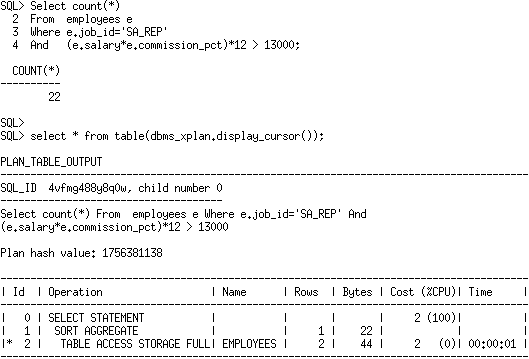 SQL> Select count(*)
  2  From  employees e
  3  Where e.job_id='SA_REP'
  4  And   (e.salary*e.commission_pct)*12 > 13000;

  COUNT(*)
----------
        22

SQL>
SQL> select * from table(dbms_xplan.display_cursor());

PLAN_TABLE_OUTPUT
--------------------------------------------------------------------------------
SQL_ID  4vfmg488y8q0w, child number 0
-------------------------------------
Select count(*) From  employees e Where e.job_id='SA_REP' And
(e.salary*e.commission_pct)*12 > 13000

Plan hash value: 1756381138

--------------------------------------------------------------------------------
| Id  | Operation                  | Name      | Rows  | Bytes | Cost (%CPU)| Time     |
--------------------------------------------------------------------------------
|   0 | SELECT STATEMENT           |           |       |       |     2 (100)|          |
|   1 |  SORT AGGREGATE            |           |     1 |    22 |            |          |
|*  2 |   TABLE ACCESS STORAGE FULL| EMPLOYEES |     2 |    44 |     2   (0)| 00:00:01 |
--------------------------------------------------------------------------------